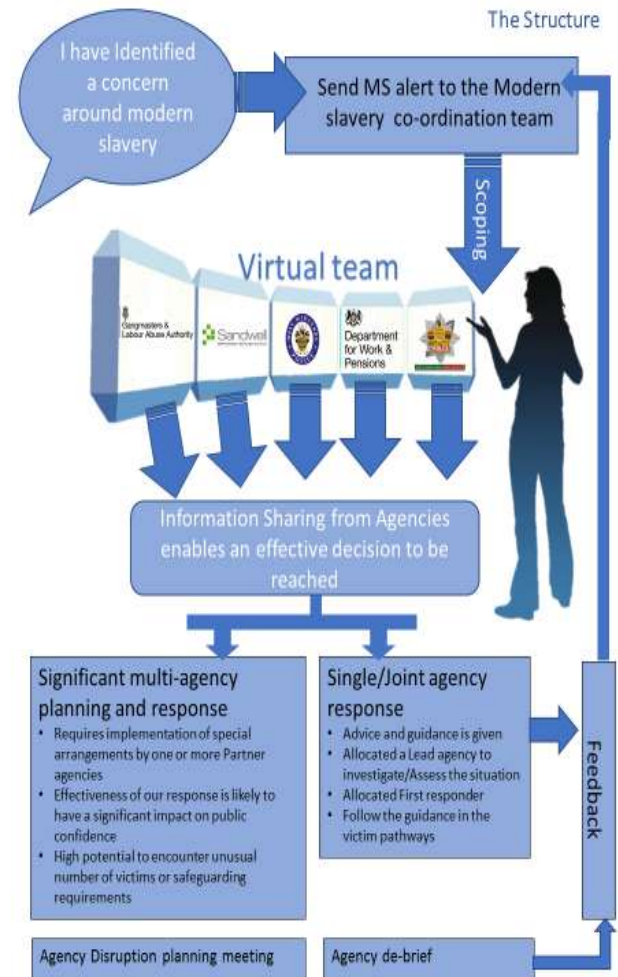 The Structure
I have Identified
a concern
around modern
slavery
Send MS alert to the Modern
slavery co-ordination team
Scoping
Virtual team
Gangmasters &
Labour Abuse Authority
Sandwell
Department
for Work &
Pensions
Information Sharing from Agencies
enables an effective decision to be
reached
Significant multi-agency
planning and response
• Requires implementation of special
arrangements by one or more Partner
agencies
• Effectiveness of our response is likely to
have a significant impact on public
confidence
• High potential to encounter unusual
number of victims or safeguarding
requirements
Single/Joint agency
response
• Advice and guidance is given
• Allocated a Lead agency to
investigate/Assess the situation
• Allocated First responder
• Follow the guidance in the
victim pathways
Feedback
Agency Disruption planning meeting
Agency de-brief